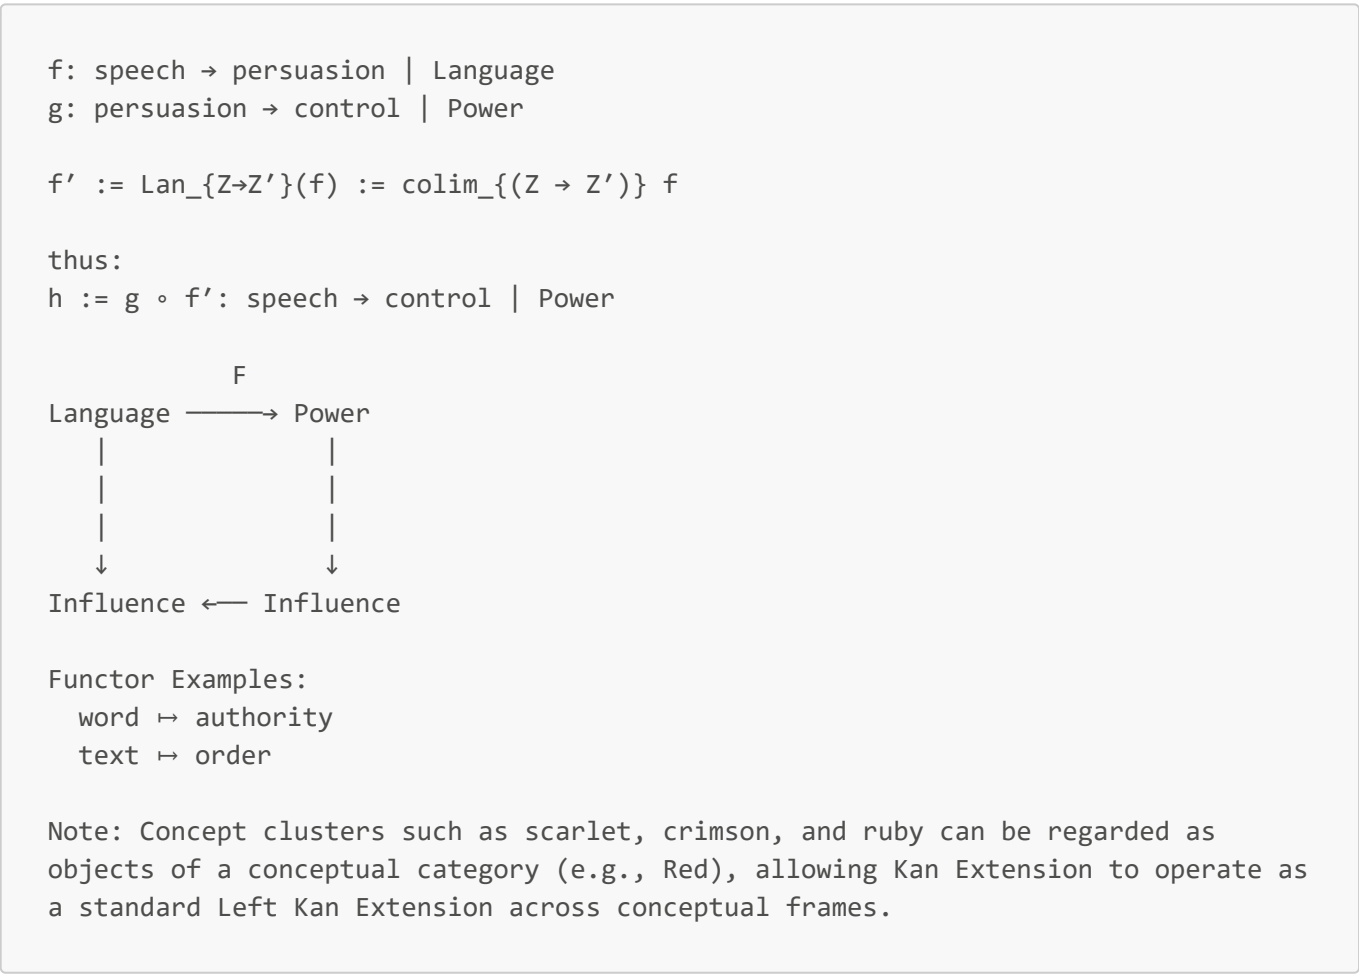 f: speech → persuasion | Language
g: persuasion → control | Power
f′ := Lan_{Z→Z′}(f) := colim_{(Z → Z′)} f
thus:
h := g ∘ f′: speech → control | Power
F
Language ─────→ Power
Influence ←── Influence
Functor Examples:
word ↦ authority
text ↦ order
Note: Concept clusters such as scarlet, crimson, and ruby can be regarded as
objects of a conceptual category (e.g., Red), allowing Kan Extension to operate as
a standard Left Kan Extension across conceptual frames.